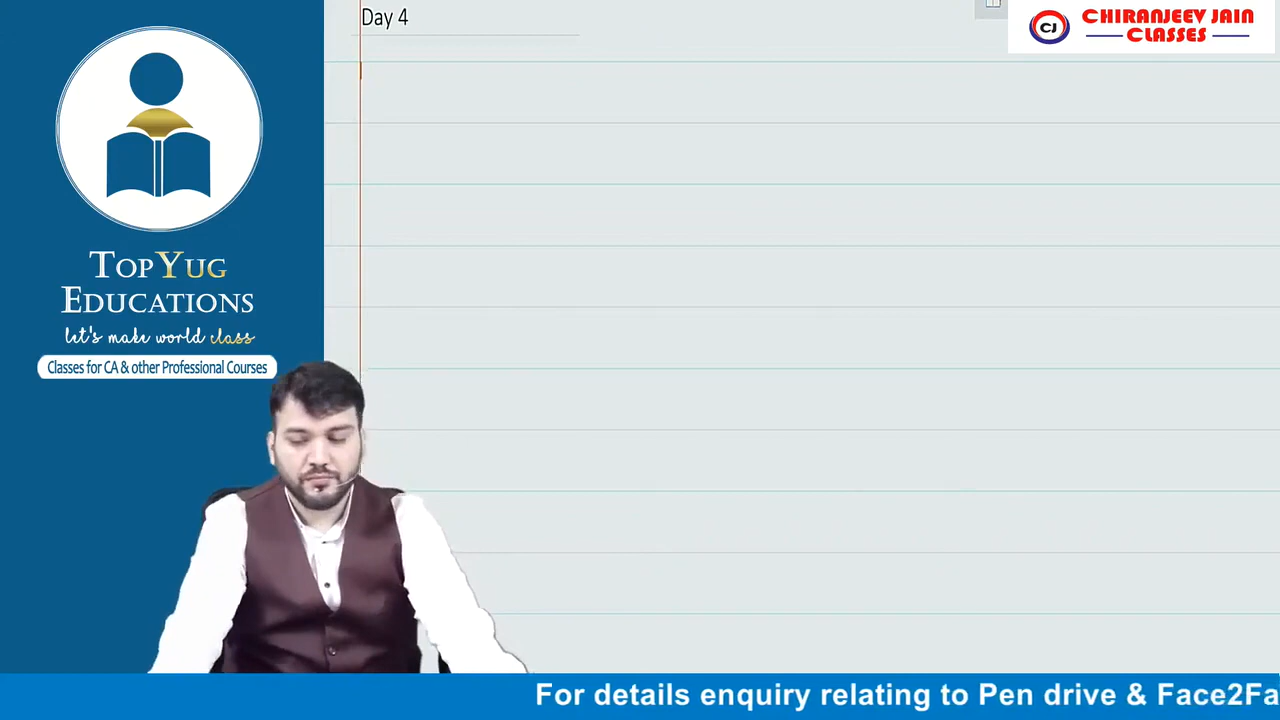 Day 4
CJ
CHIRANJEEV JAIN
CLASSES
TOPYUG
EDUCATIONS
let's make world class
Classes for CA & other Professional Courses
For details enquiry relating to Pen drive & Face2Fa